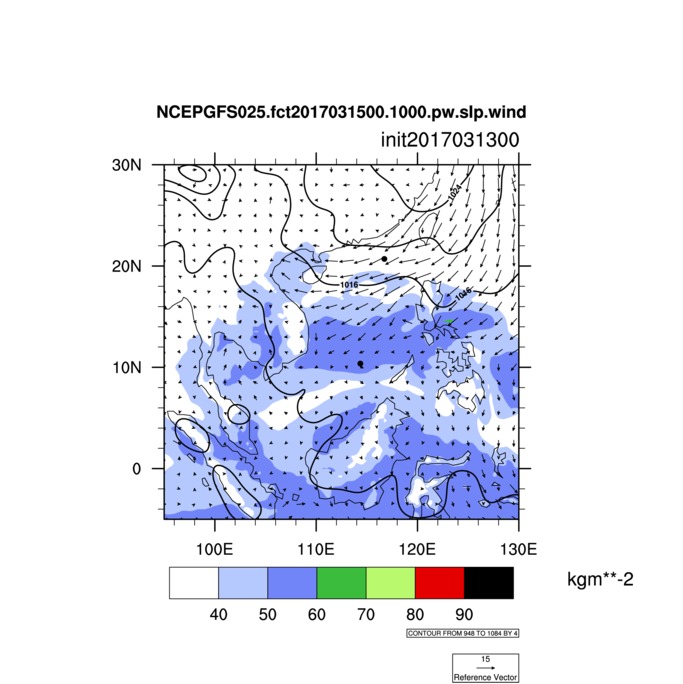 NCEPGFS025.fct2017031500.1000.pw.slp.wind
init2017031300
30N
20N
10N
0
1024
1016
1016
100E
110E
120E
130E
kgm**-2
40
50
60
70
80
90
CONTOUR FROM 948 TO 1084 BY 4
15
Reference Vector